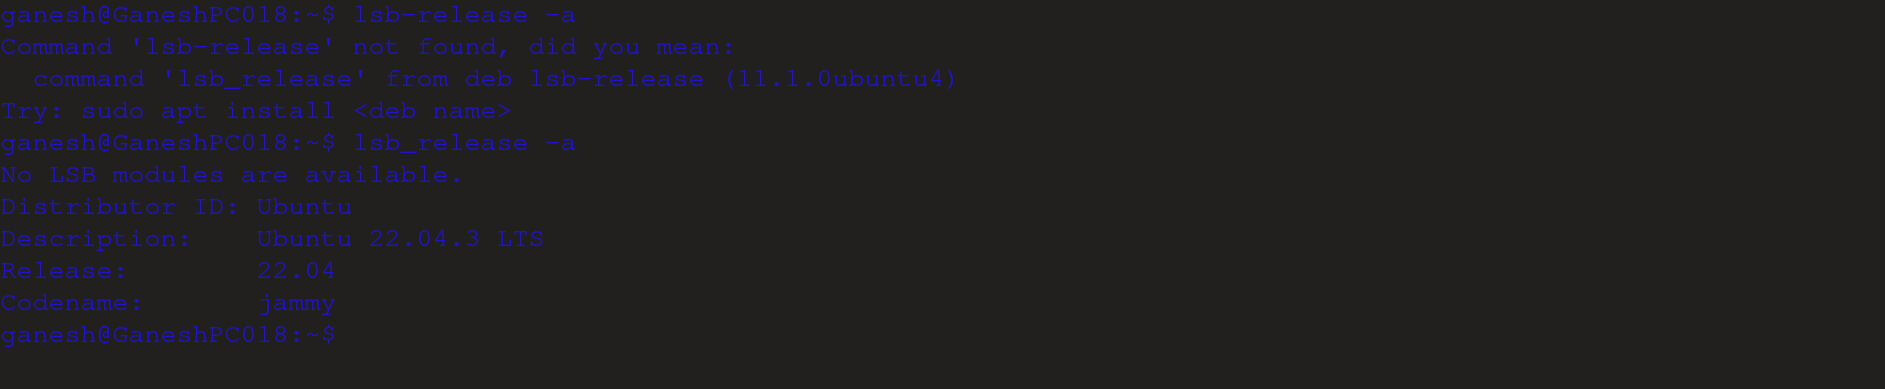 ganesh@GaneshPC018:~$ lsb-release -a
Command 'lsb-release' not found, did you mean:
  command 'lsb_release' from deb lsb-release (11.1.0ubuntu4)
Try: sudo apt install <deb name>
ganesh@GaneshPC018:~$ lsb_release -a
No LSB modules are available.
Distributor ID: Ubuntu
Description:    Ubuntu 22.04.3 LTS
Release:        22.04
Codename:       jammy
ganesh@GaneshPC018:~$